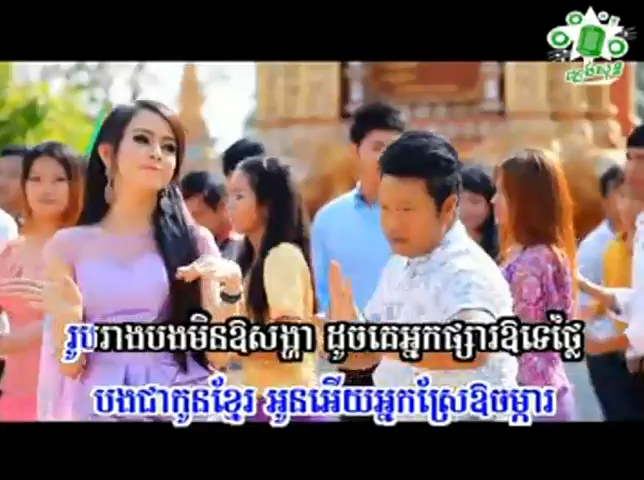 រូបរាងបងមិនឱសង្ហា ដូចគេអ្នកផ្សារឱទេថ្លៃ
បងជាកូនខ្មែរ អូនអើយអ្នកស្រែឱចម្ការ